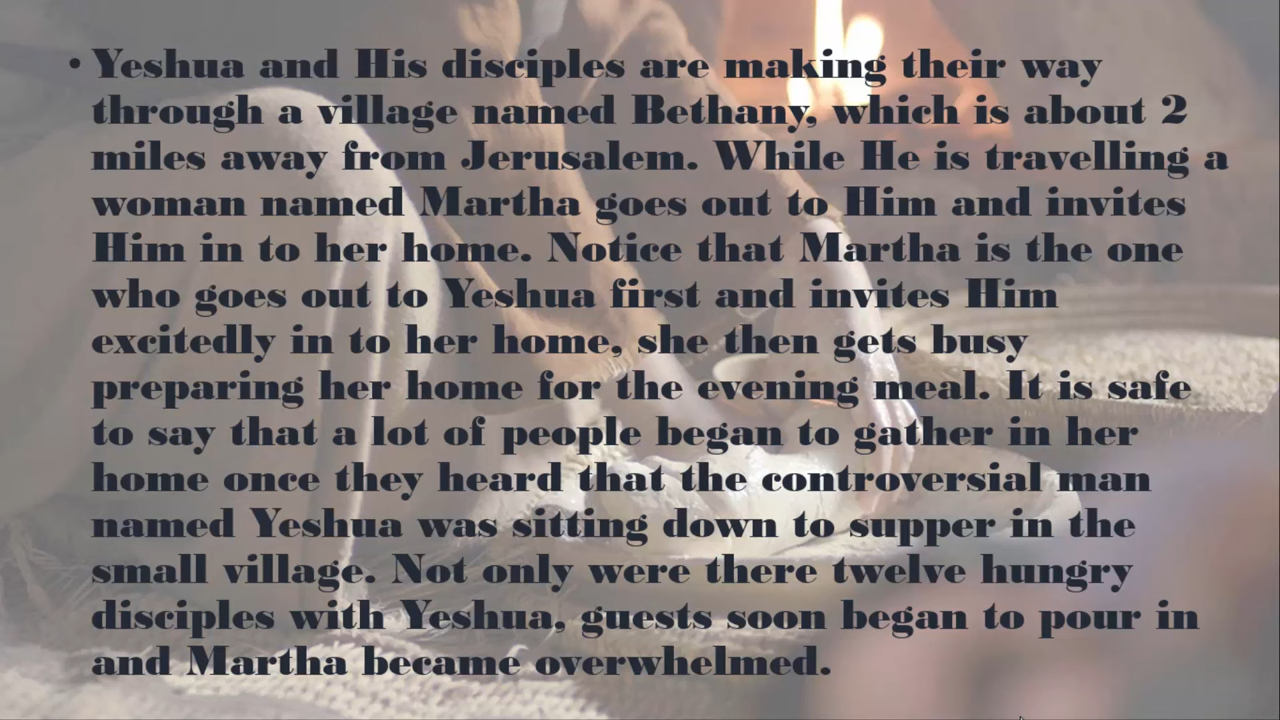 • Yeshua and His disciples are making their way
through a village named Bethany, which is about 2
miles away from Jerusalem. While He is travelling a
woman named Martha goes out to Him and invites
Him in to her home. Notice that Martha is the one
who goes out to Yeshua first and invites Him
excitedly in to her home, she then gets busy
preparing her home for the evening meal. It is safe
to say that a lot of people began to gather in her
home once they heard that the controversial man
named Yeshua was sitting down to supper in the
small village. Not only were there twelve hungry
disciples with Yeshua, guests soon began to pour in
and Martha became overwhelmed.